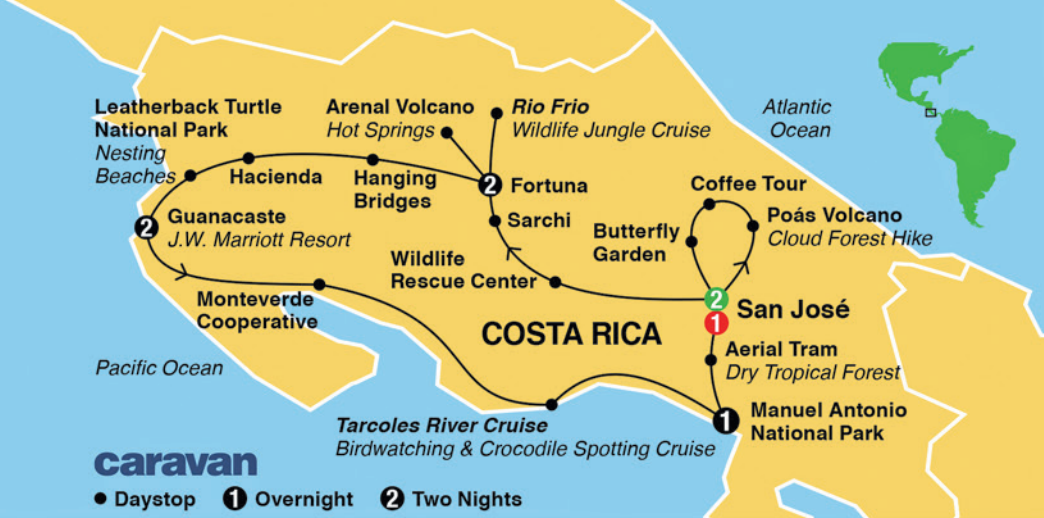 Leatherback Turtle
National Park
Nesting
Beaches
Arenal Volcano
Hot Springs
Rio Frio
Wildlife Jungle Cruise
Atlantic
Ocean
Hacienda
Hanging
Bridges
2
Fortuna
Coffee Tour
2
Guanacaste
J.W. Marriott Resort
Sarchi
Butterfly
Garden
Poás Volcano
Cloud Forest Hike
Wildlife
Rescue Center
Monteverde
Cooperative
2
1
San José
COSTA RICA
Aerial Tram
Dry Tropical Forest
Pacific Ocean
1
Manuel Antonio
National Park
Tarcoles River Cruise
Birdwatching & Crocodile Spotting Cruise
caravan
Daystop 1 Overnight 2 Two Nights